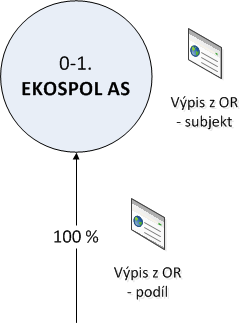 0-1.
EKOSPOL AS
Výpis z OR
- subjekt
100 %
Výpis z OR
- podíl